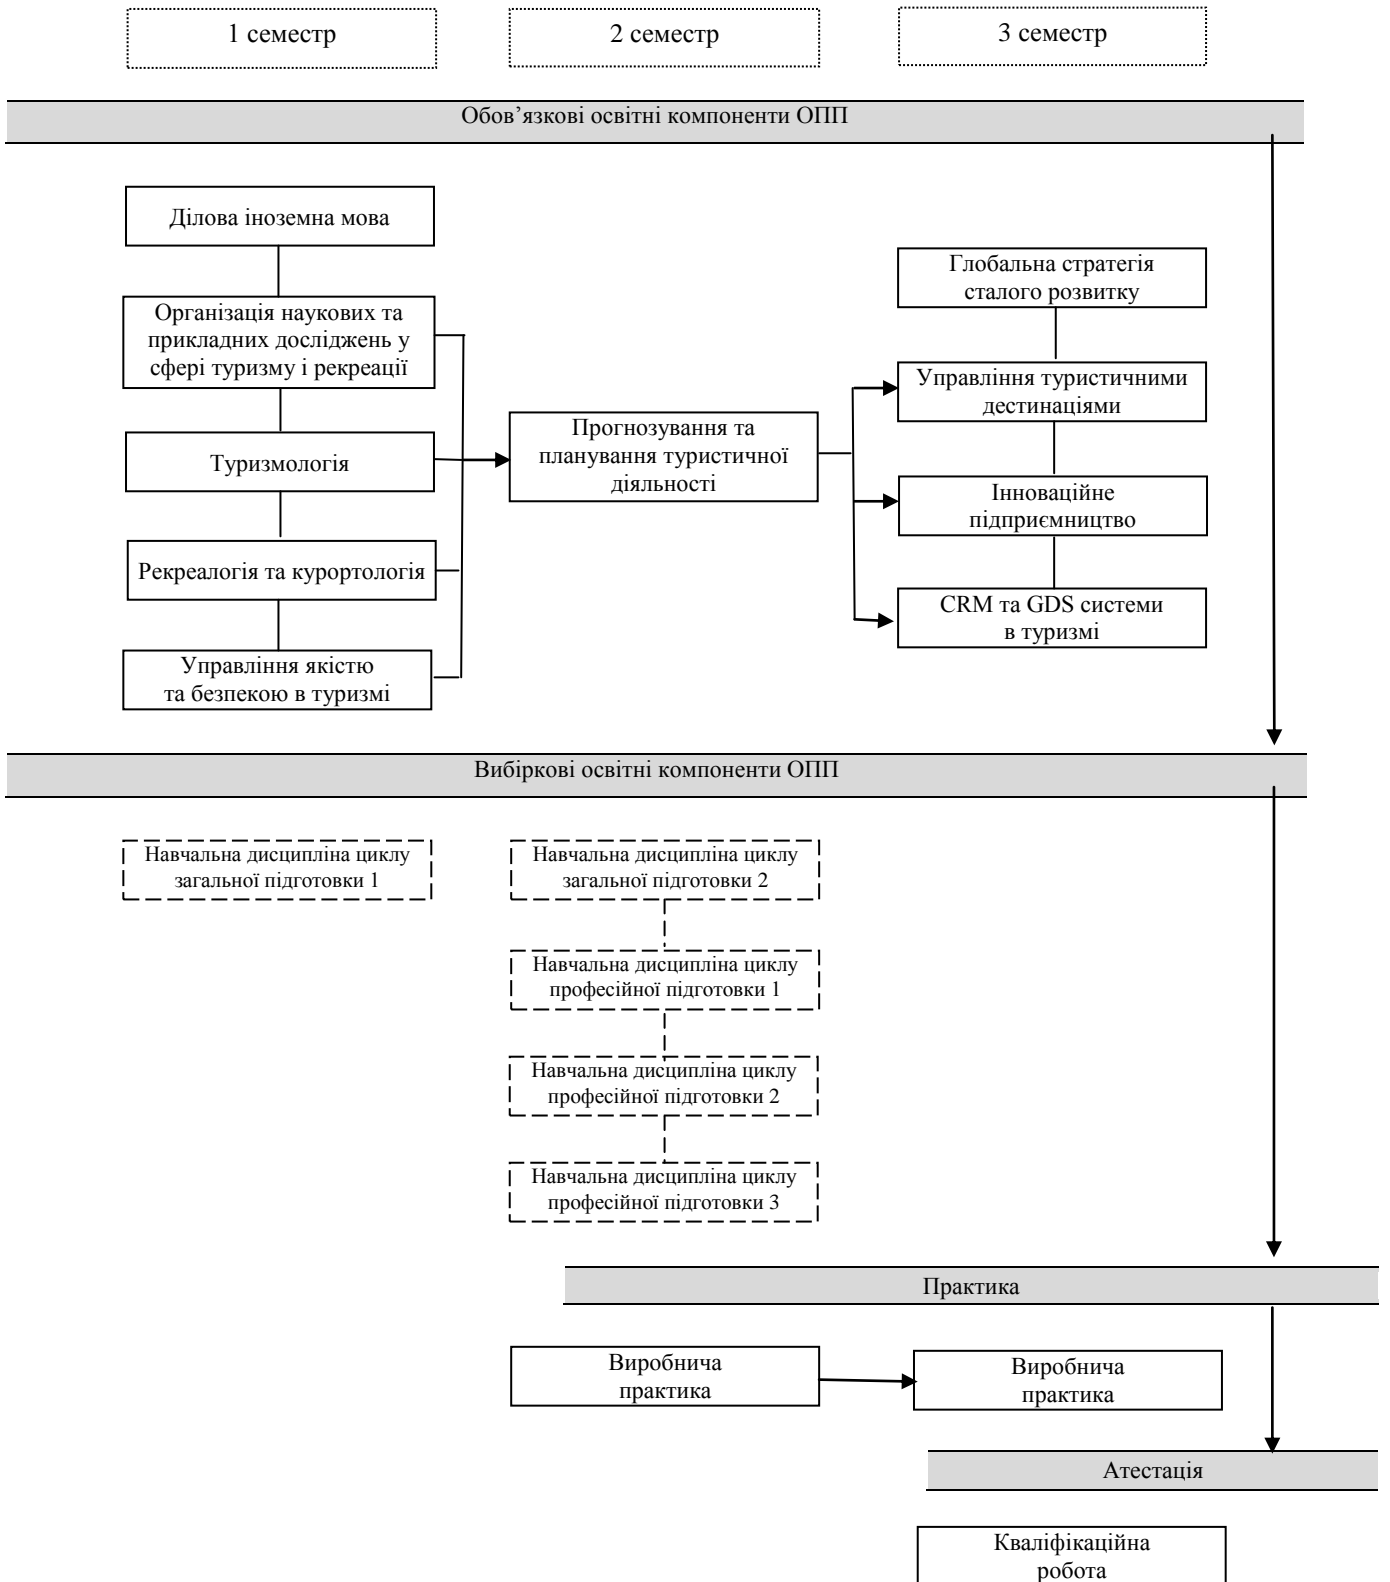 1 семестр
2 семестр
3 семестр
Обов’язкові освітні компоненти ОПП
Ділова іноземна мова
Організація наукових та
прикладних досліджень у
сфері туризму і рекреації
Туризмологія
Рекреалогія та курортологія
Управління якістю
та безпекою в туризмі
Прогнозування та
планування туристичної
діяльності
Глобальна стратегія
сталого розвитку
Управління туристичними
дестинаціями
Інноваційне
підприємництво
CRM та GDS системи
в туризмі
Вибіркові освітні компоненти ОПП
Навчальна дисципліна циклу
загальної підготовки 1
Навчальна дисципліна циклу
загальної підготовки 2
Навчальна дисципліна циклу
професійної підготовки 1
Навчальна дисципліна циклу
професійної підготовки 2
Навчальна дисципліна циклу
професійної підготовки 3
Практика
Виробнича
практика
Виробнича
практика
Атестація
Кваліфікаційна
робота